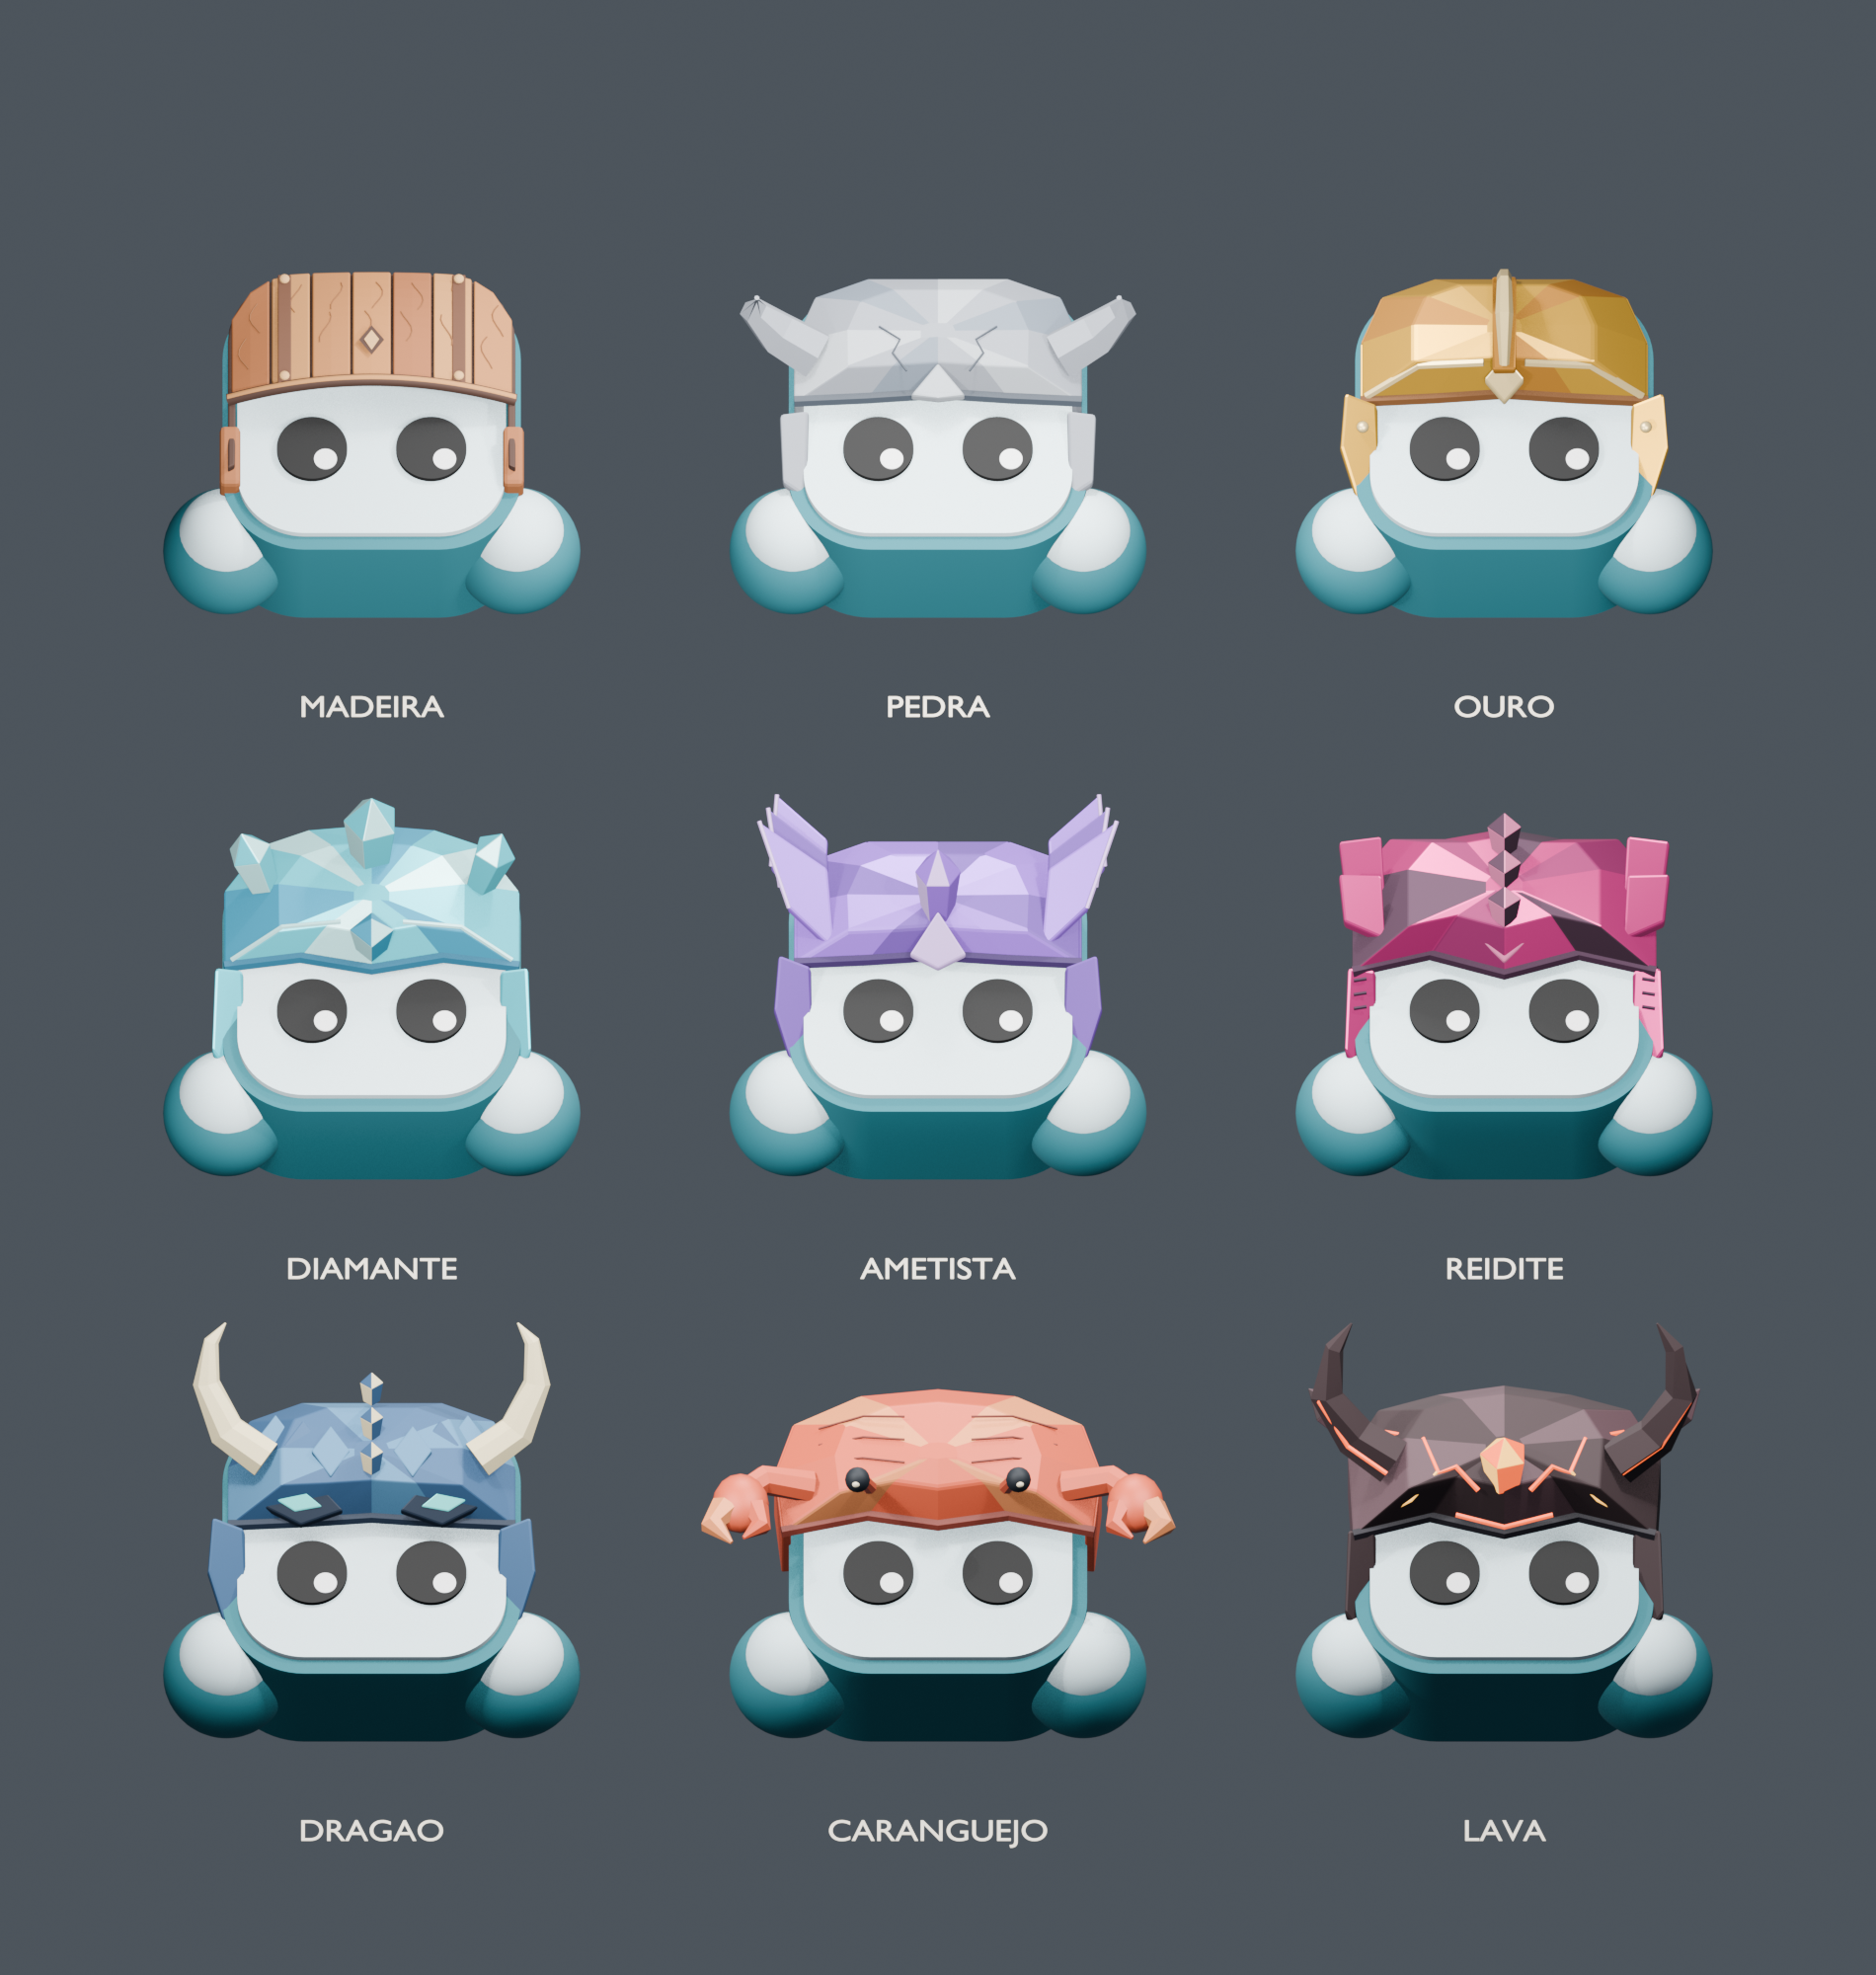 MADEIRA
PEDRA
OURO
DIAMANTE
AMETISTA
REIDITE
DRAGAO
CARANGUEJO
LAVA